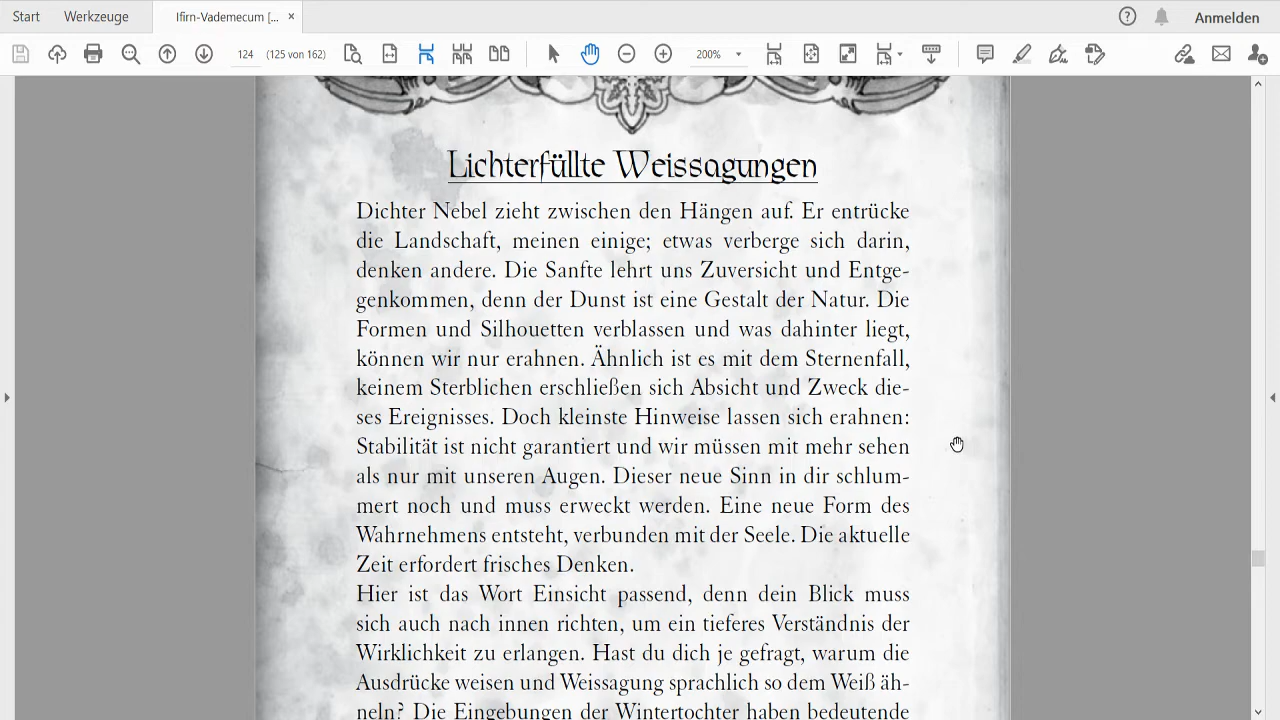 Start
Werkzeuge
Ifirn-Vademecum [...
×
Anmelden
124
(125 von 162)
200%
Lichterfüllte Weissagungen
Dichter Nebel zieht zwischen den Hängen auf. Er entrücke
die Landschaft, meinen einige; etwas verberge sich darin,
denken andere. Die Sanfte lehrt uns Zuversicht und Entge-
genkommen, denn der Dunst ist eine Gestalt der Natur. Die
Formen und Silhouetten verblassen und was dahinter liegt,
können wir nur erahnen. Ähnlich ist es mit dem Sternenfall,
keinem Sterblichen erschließen sich Absicht und Zweck die-
ses Ereignisses. Doch kleinste Hinweise lassen sich erahnen:
Stabilität ist nicht garantiert und wir müssen mit mehr sehen
als nur mit unseren Augen. Dieser neue Sinn in dir schlum-
mert noch und muss erweckt werden. Eine neue Form des
Wahrnehmens entsteht, verbunden mit der Seele. Die aktuelle
Zeit erfordert frisches Denken.
Hier ist das Wort Einsicht passend, denn dein Blick muss
sich auch nach innen richten, um ein tieferes Verständnis der
Wirklichkeit zu erlangen. Hast du dich je gefragt, warum die
Ausdrücke weisen und Weissagung sprachlich so dem Weiß äh-
neln? Die Eingebungen der Wintertochter haben bedeutende